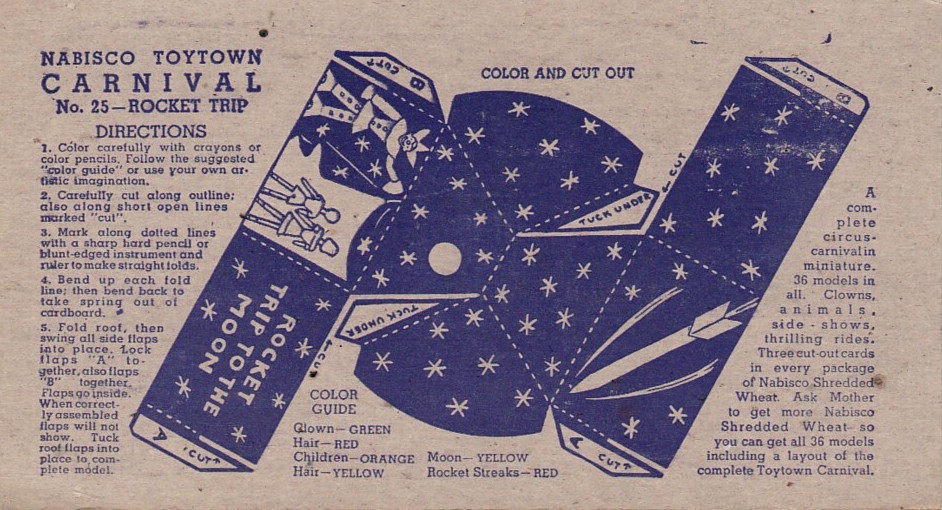 NABISCO TOYTOWN
CARNIVAL
No. 25—ROCKET TRIP
DIRECTIONS
1. Color carefully with crayons or
color pencils. Follow the suggested
"color guide" or use your own ar-
tistic imagination.
2. Carefully cut along outline;
also along short open lines
marked "cut".
3. Mark along dotted lines
with a sharp hard pencil or
blunt-edged instrument and
ruler to make straight folds.
4. Bend up each fold
line; then bend back to
take spring out of
cardboard.
5. Fold roof, then
swing all side flaps
into place. Lock
flaps "A" to-
gether, also flaps
"B" together.
Flaps go inside.
When correct-
ly assembled
flaps will not
show. Tuck
roof flaps into
place to com-
plete model.
COLOR AND CUT OUT
CUT
B
CUT
B
CUT
TUCK UNDER
TUCK UNDER
CUT
ROCKET
TRIP TO THE
MOON
A
CUT
A
CUT
COLOR
GUIDE
Clown—GREEN
Hair—RED
Children—ORANGE
Hair—YELLOW
Moon—YELLOW
Rocket Streaks—RED
A
com-
plete
circus-
carnival in
miniature.
36 models in
all. Clowns,
animals,
side-shows,
thrilling rides.
Three cut-out cards
in every package
of Nabisco Shredded
Wheat. Ask Mother
to get more Nabisco
Shredded Wheat so
you can get all 36 models
including a layout of the
complete Toytown Carnival.